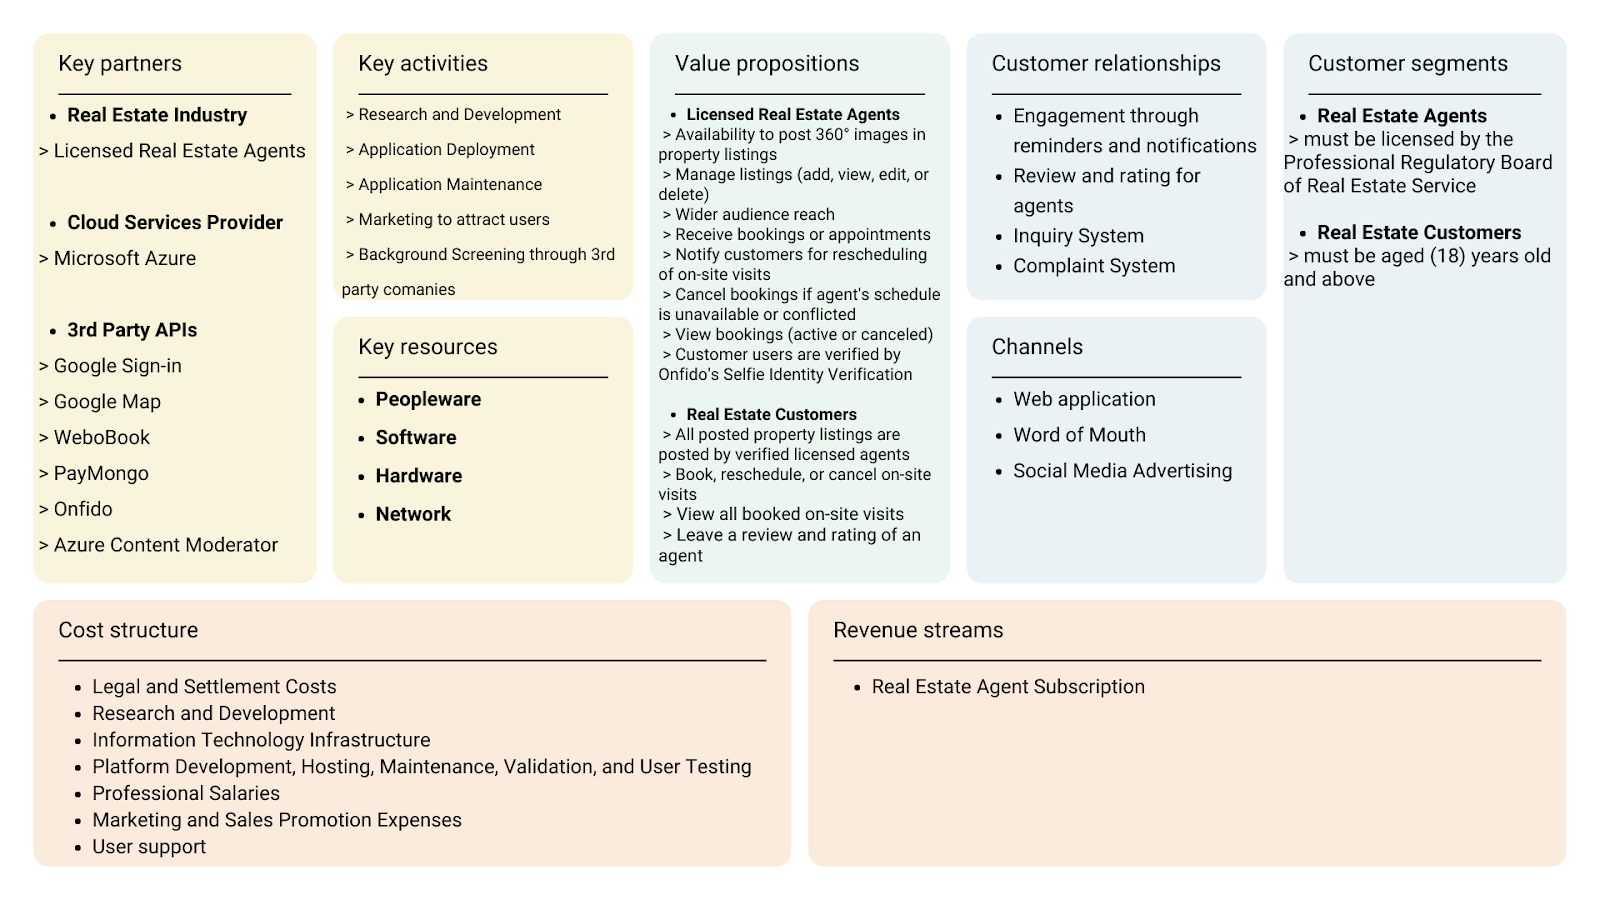 Key partners
• Real Estate Industry
> Licensed Real Estate Agents
• Cloud Services Provider
> Microsoft Azure
• 3rd Party APIs
> Google Sign-in
> Google Map
> WeboBook
> PayMongo
> Onfido
> Azure Content Moderator
Key activities
> Research and Development
> Application Deployment
> Application Maintenance
> Marketing to attract users
> Background Screening through 3rd
party comanies
Key resources
• Peopleware
• Software
• Hardware
• Network
Value propositions
• Licensed Real Estate Agents
> Availability to post 360° images in
property listings
> Manage listings (add, view, edit, or
delete)
> Wider audience reach
> Receive bookings or appointments
> Notify customers for rescheduling
of on-site visits
> Cancel bookings if agent's schedule
is unavailable or conflicted
> View bookings (active or canceled)
> Customer users are verified by
Onfido's Selfie Identity Verification
• Real Estate Customers
> All posted property listings are
posted by verified licensed agents
> Book, reschedule, or cancel on-site
visits
> View all booked on-site visits
> Leave a review and rating of an
agent
Customer relationships
• Engagement through
reminders and notifications
• Review and rating for
agents
• Inquiry System
• Complaint System
Channels
• Web application
• Word of Mouth
• Social Media Advertising
Customer segments
• Real Estate Agents
> must be licensed by the
Professional Regulatory Board
of Real Estate Service
• Real Estate Customers
> must be aged (18) years old
and above
Cost structure
• Legal and Settlement Costs
• Research and Development
• Information Technology Infrastructure
• Platform Development, Hosting, Maintenance, Validation, and User Testing
• Professional Salaries
• Marketing and Sales Promotion Expenses
• User support
Revenue streams
• Real Estate Agent Subscription